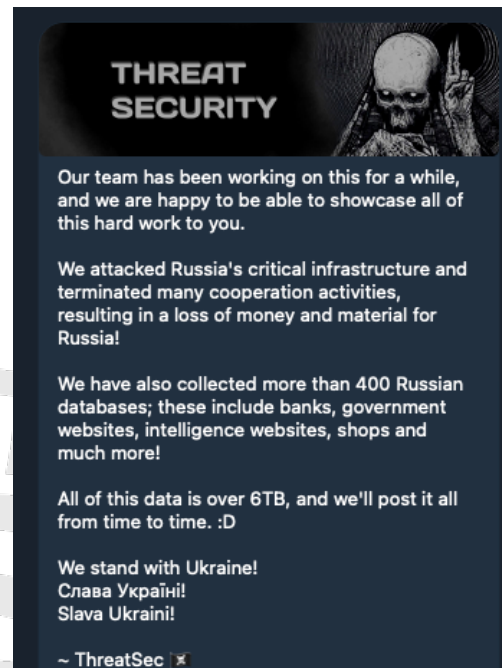 THREAT
SECURITY
Our team has been working on this for a while,
and we are happy to be able to showcase all of
this hard work to you.
We attacked Russia's critical infrastructure and
terminated many cooperation activities,
resulting in a loss of money and material for
Russia!
We have also collected more than 400 Russian
databases; these include banks, government
websites, intelligence websites, shops and
much more!
All of this data is over 6TB, and we'll post it all
from time to time. :D
We stand with Ukraine!
Слава Україні!
Slava Ukraini!
~ ThreatSec